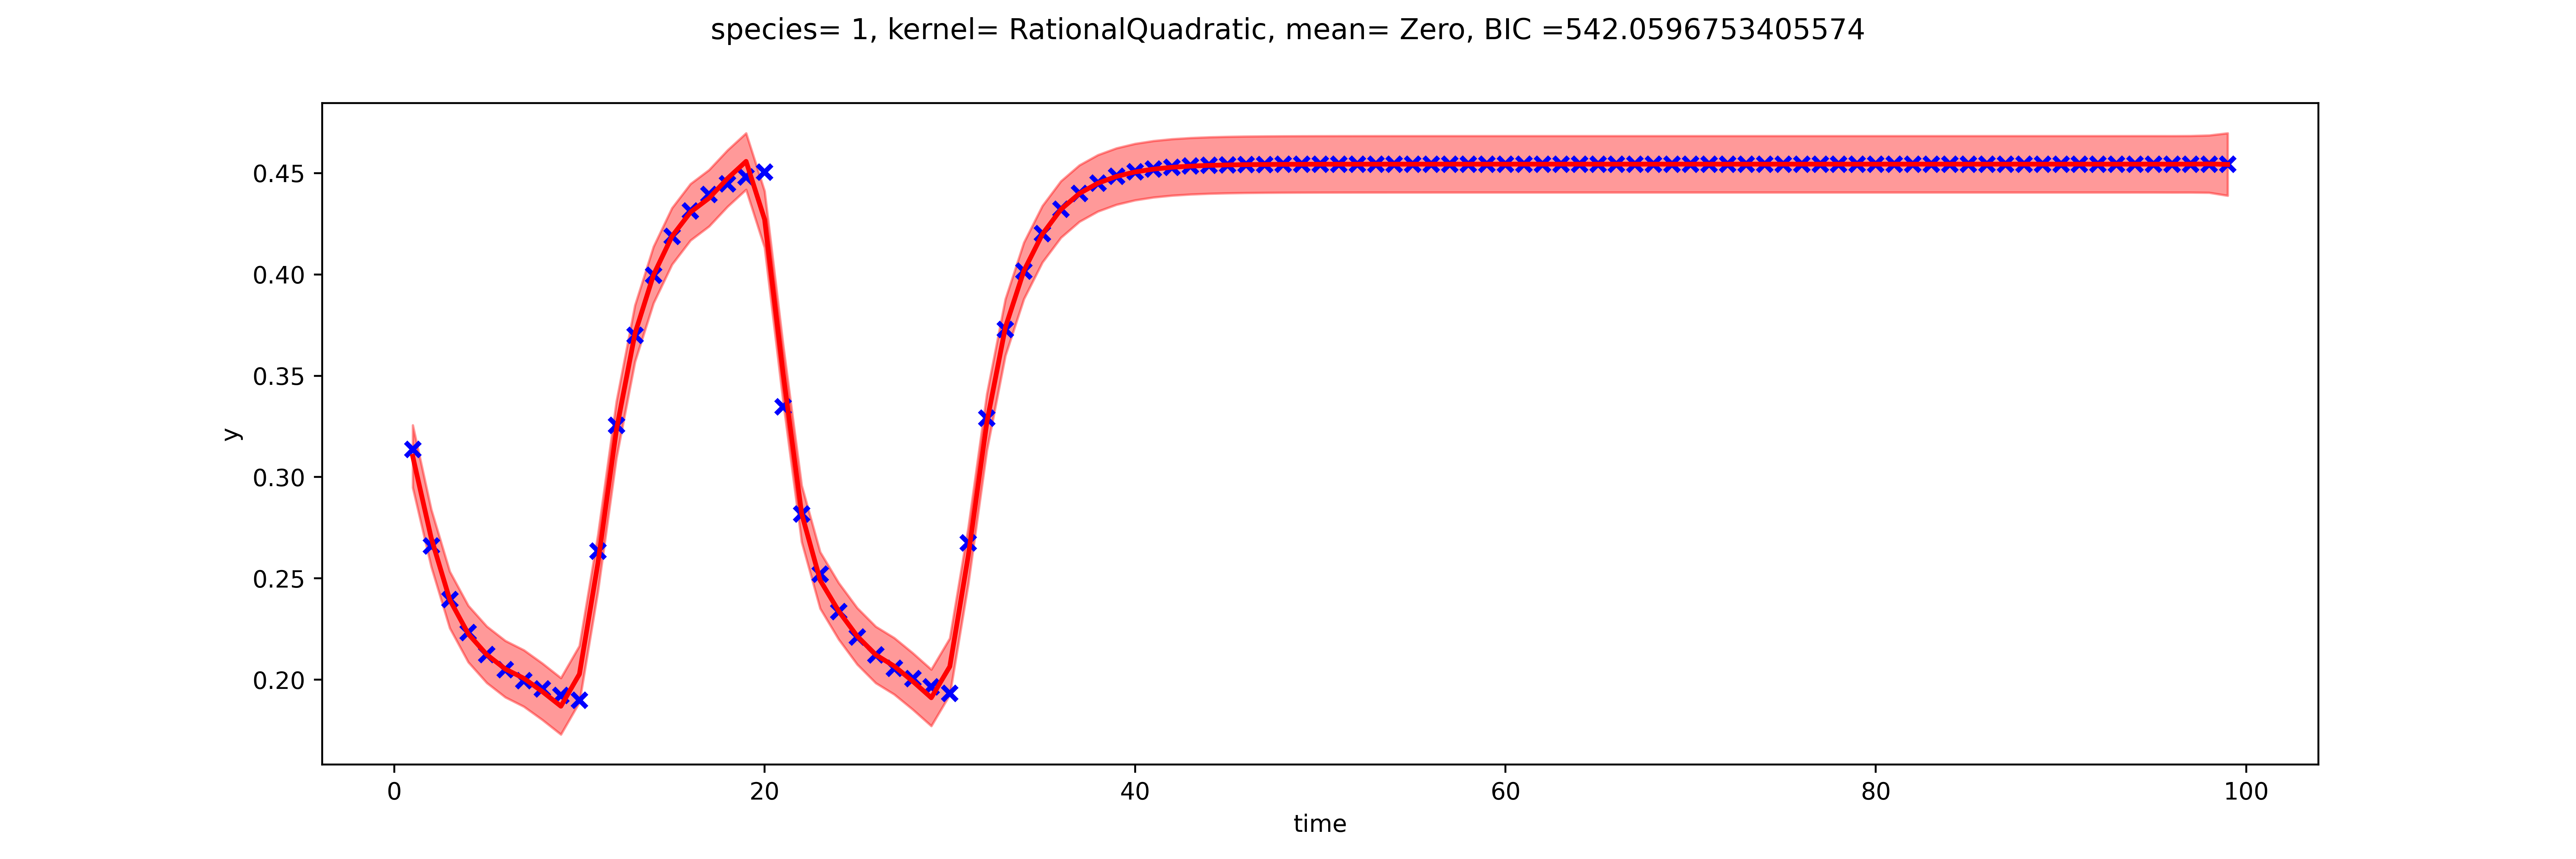 species= 1, kernel= RationalQuadratic, mean= Zero, BIC =542.0596753405574
0.45
0.40
0.35
0.30
0.25
0.20
y
0 20 40 60 80 100
time